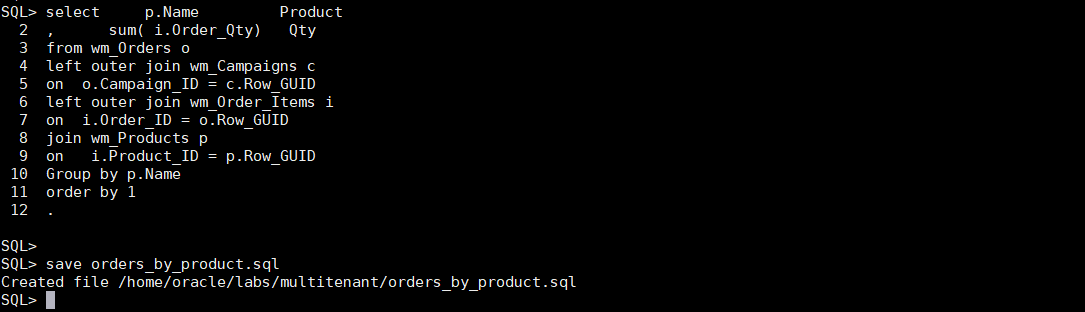 SQL> select     p.Name         Product
  2  ,      sum( i.Order_Qty)   Qty
  3  from wm_Orders o
  4  left outer join wm_Campaigns c
  5  on  o.Campaign_ID = c.Row_GUID
  6  left outer join wm_Order_Items i
  7  on  i.Order_ID = o.Row_GUID
  8  join wm_Products p
  9  on   i.Product_ID = p.Row_GUID
 10  Group by p.Name
 11  order by 1
 12  .
SQL>
SQL> save orders_by_product.sql
Created file /home/oracle/labs/multitenant/orders_by_product.sql
SQL>